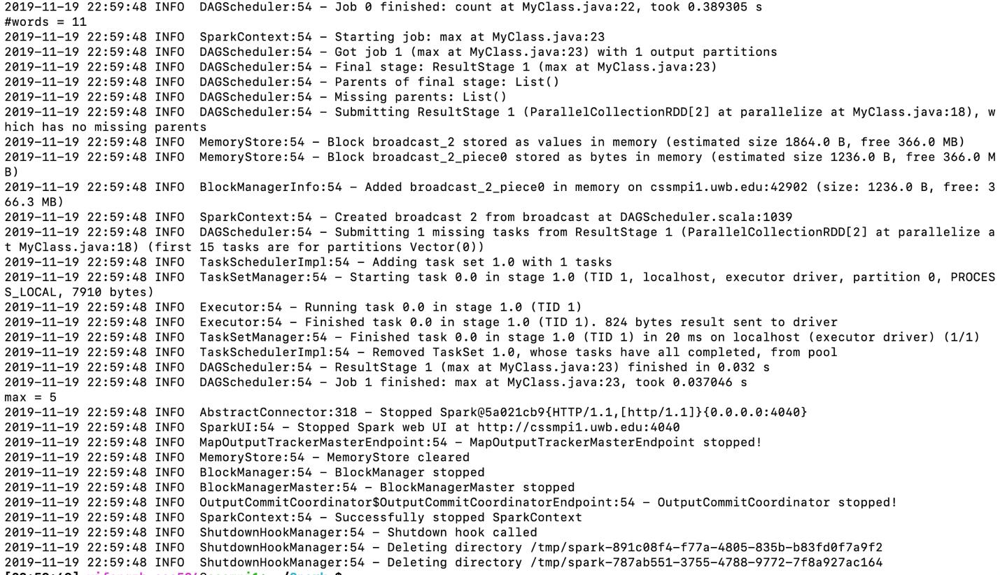 2019-11-19 22:59:48 INFO  DAGScheduler:54 - Job 0 finished: count at MyClass.java:22, took 0.389305 s
#words = 11
2019-11-19 22:59:48 INFO  SparkContext:54 - Starting job: max at MyClass.java:23
2019-11-19 22:59:48 INFO  DAGScheduler:54 - Got job 1 (max at MyClass.java:23) with 1 output partitions
2019-11-19 22:59:48 INFO  DAGScheduler:54 - Final stage: ResultStage 1 (max at MyClass.java:23)
2019-11-19 22:59:48 INFO  DAGScheduler:54 - Parents of final stage: List()
2019-11-19 22:59:48 INFO  DAGScheduler:54 - Missing parents: List()
2019-11-19 22:59:48 INFO  DAGScheduler:54 - Submitting ResultStage 1 (ParallelCollectionRDD[2] at parallelize at MyClass.java:18), w
hich has no missing parents
2019-11-19 22:59:48 INFO  MemoryStore:54 - Block broadcast_2 stored as values in memory (estimated size 1864.0 B, free 366.0 MB)
2019-11-19 22:59:48 INFO  MemoryStore:54 - Block broadcast_2_piece0 stored as bytes in memory (estimated size 1236.0 B, free 366.0 M
B)
2019-11-19 22:59:48 INFO  BlockManagerInfo:54 - Added broadcast_2_piece0 in memory on cssmpi1.uwb.edu:42902 (size: 1236.0 B, free: 3
66.3 MB)
2019-11-19 22:59:48 INFO  SparkContext:54 - Created broadcast 2 from broadcast at DAGScheduler.scala:1039
2019-11-19 22:59:48 INFO  DAGScheduler:54 - Submitting 1 missing tasks from ResultStage 1 (ParallelCollectionRDD[2] at parallelize a
t MyClass.java:18) (first 15 tasks are for partitions Vector(0))
2019-11-19 22:59:48 INFO  TaskSchedulerImpl:54 - Adding task set 1.0 with 1 tasks
2019-11-19 22:59:48 INFO  TaskSetManager:54 - Starting task 0.0 in stage 1.0 (TID 1, localhost, executor driver, partition 0, PROCES
S_LOCAL, 7910 bytes)
2019-11-19 22:59:48 INFO  Executor:54 - Running task 0.0 in stage 1.0 (TID 1)
2019-11-19 22:59:48 INFO  Executor:54 - Finished task 0.0 in stage 1.0 (TID 1). 824 bytes result sent to driver
2019-11-19 22:59:48 INFO  TaskSetManager:54 - Finished task 0.0 in stage 1.0 (TID 1) in 20 ms on localhost (executor driver) (1/1)
2019-11-19 22:59:48 INFO  TaskSchedulerImpl:54 - Removed TaskSet 1.0, whose tasks have all completed, from pool
2019-11-19 22:59:48 INFO  DAGScheduler:54 - ResultStage 1 (max at MyClass.java:23) finished in 0.032 s
2019-11-19 22:59:48 INFO  DAGScheduler:54 - Job 1 finished: max at MyClass.java:23, took 0.037046 s
max = 5
2019-11-19 22:59:48 INFO  AbstractConnector:318 - Stopped Spark@5a021cb9{HTTP/1.1,[http/1.1]}{0.0.0.0:4040}
2019-11-19 22:59:48 INFO  SparkUI:54 - Stopped Spark web UI at http://cssmpi1.uwb.edu:4040
2019-11-19 22:59:48 INFO  MapOutputTrackerMasterEndpoint:54 - MapOutputTrackerMasterEndpoint stopped!
2019-11-19 22:59:48 INFO  MemoryStore:54 - MemoryStore cleared
2019-11-19 22:59:48 INFO  BlockManager:54 - BlockManager stopped
2019-11-19 22:59:48 INFO  BlockManagerMaster:54 - BlockManagerMaster stopped
2019-11-19 22:59:48 INFO  OutputCommitCoordinator$OutputCommitCoordinatorEndpoint:54 - OutputCommitCoordinator stopped!
2019-11-19 22:59:48 INFO  SparkContext:54 - Successfully stopped SparkContext
2019-11-19 22:59:48 INFO  ShutdownHookManager:54 - Shutdown hook called
2019-11-19 22:59:48 INFO  ShutdownHookManager:54 - Deleting directory /tmp/spark-891c08f4-f77a-4805-835b-b83fd0f7a9f2
2019-11-19 22:59:48 INFO  ShutdownHookManager:54 - Deleting directory /tmp/spark-787ab551-3755-4788-9772-7f8a927ac164